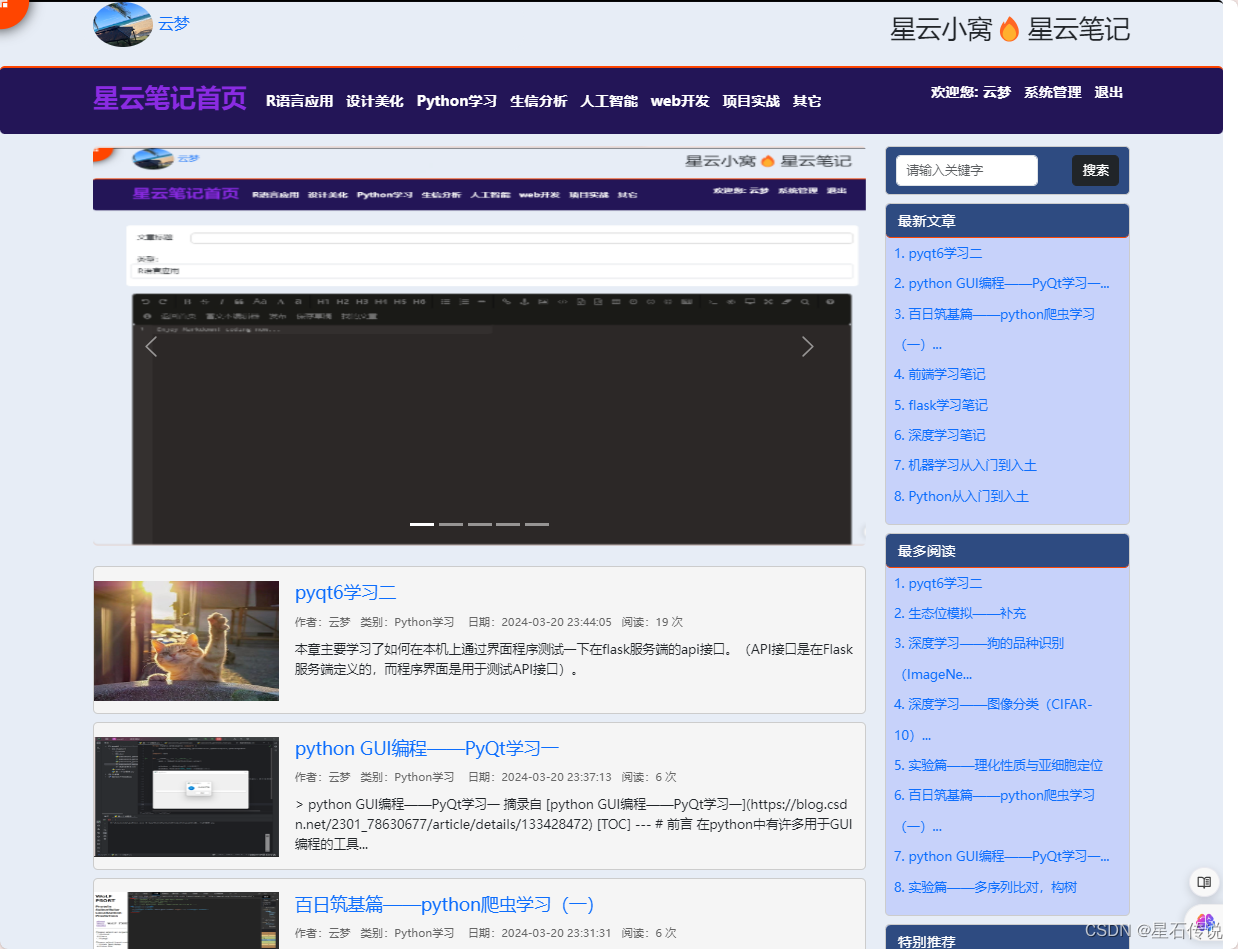 云梦
星云小窝🔥星云笔记
星云笔记首页 R语言应用 设计美化 Python学习 生信分析 人工智能 web开发 项目实战 其它
欢迎您: 云梦 系统管理 退出
云梦
星云小窝🔥星云笔记
星云笔记首页 R语言应用 设计美化 Python学习 生信分析 人工智能 web开发 项目实战 其它
欢迎您: 云梦 系统管理 退出
文章标题
类型:
R语言应用
H1 H2 H3 H4 H5 H6
Enjoy Markdown! coding now...
请输入关键字
搜索
最新文章
1. pyqt6学习二
2. python GUI编程——PyQt学习一...
3. 百日筑基篇——python爬虫学习
（一）...
4. 前端学习笔记
5. flask学习笔记
6. 深度学习笔记
7. 机器学习从入门到入土
8. Python从入门到入土
最多阅读
1. pyqt6学习二
2. 生态位模拟——补充
3. 深度学习——狗的品种识别
（ImageNe...
4. 深度学习——图像分类（CIFAR-
10）...
5. 实验篇——理化性质与亚细胞定位
6. 百日筑基篇——python爬虫学习
（一）...
7. python GUI编程——PyQt学习一...
8. 实验篇——多序列比对，构树
特别推荐
pyqt6学习二
作者：云梦 类别：Python学习 日期：2024-03-20 23:44:05 阅读：19 次
本章主要学习了如何在本机上通过界面程序测试一下在flask服务端的api接口。（API接口是在Flask
服务端定义的，而程序界面是用于测试API接口）。
python GUI编程——PyQt学习一
作者：云梦 类别：Python学习 日期：2024-03-20 23:37:13 阅读：6 次
> python GUI编程——PyQt学习一 摘录自 [python GUI编程——PyQt学习一](https://blog.csd
n.net/2301_78630677/article/details/133428472) [TOC] --- # 前言 在python中有许多用于GUI
编程的工具...
百日筑基篇——python爬虫学习（一）
作者：云梦 类别：Python学习 日期：2024-03-20 23:31:31 阅读：6 次
CSDN @星石传说